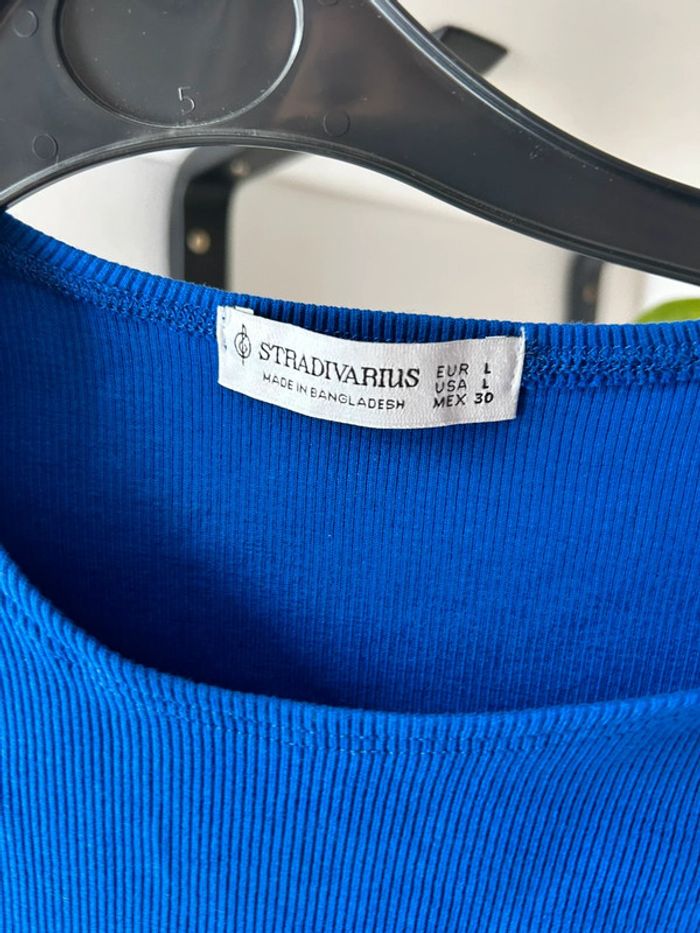 5
STRADIVARIUS
MADE IN BANGLADESH
EUR L
USA L
MEX 30